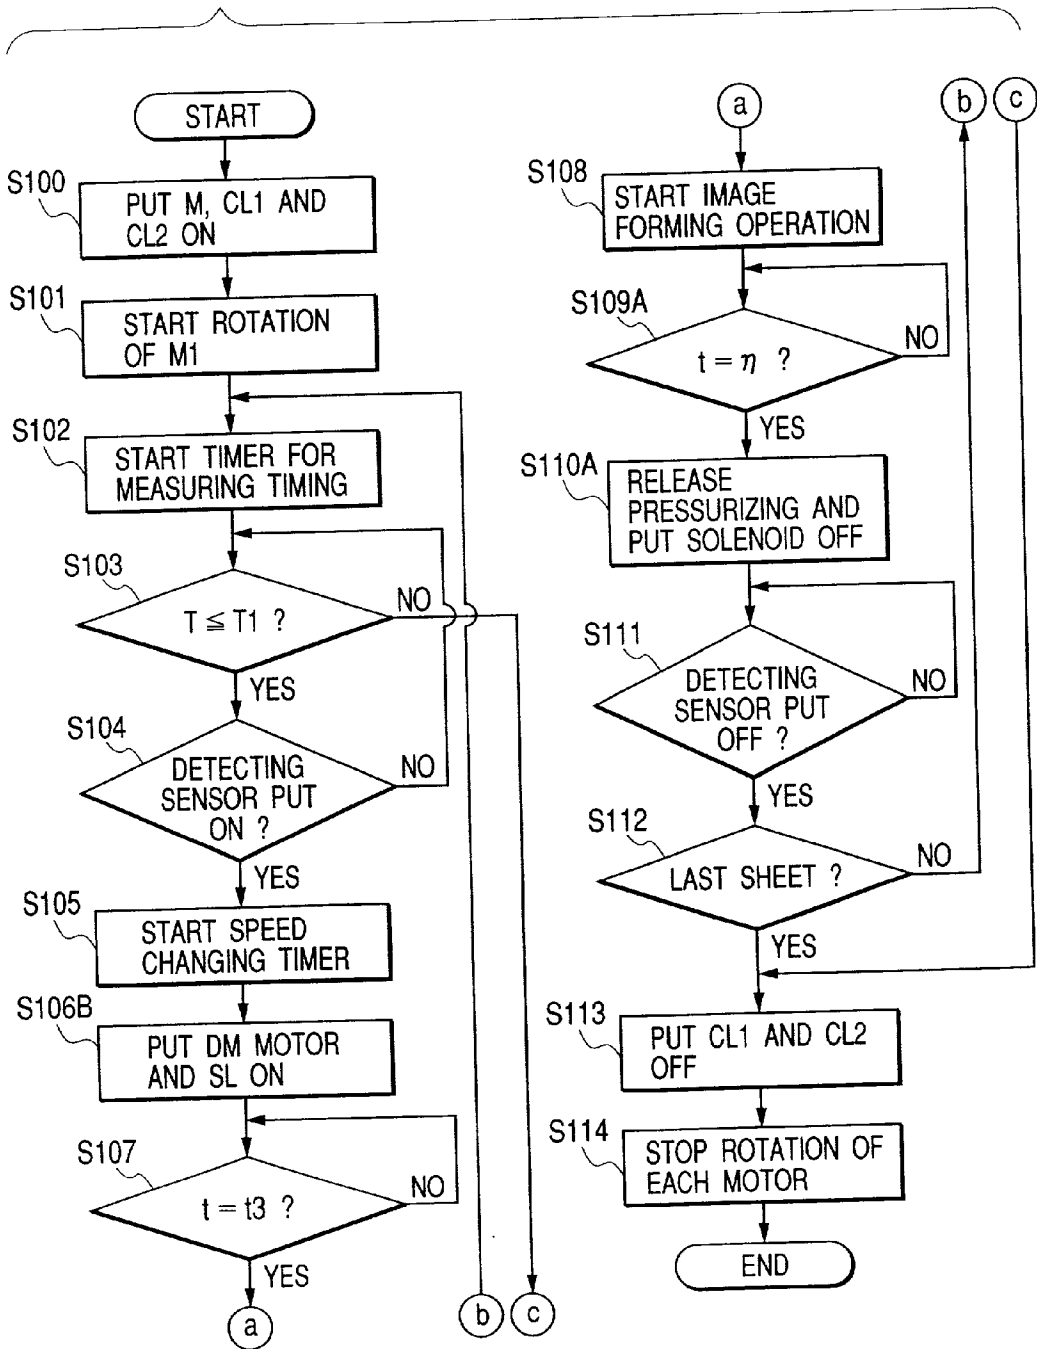 START
S100
PUT M, CL1 AND
CL2 ON
S101
START ROTATION
OF M1
S102
START TIMER FOR
MEASURING TIMING
S103
T ≦ T1 ?
NO
YES
S104
DETECTING
SENSOR PUT
ON ?
NO
YES
S105
START SPEED
CHANGING TIMER
S106B
PUT DM MOTOR
AND SL ON
S107
t = t3 ?
NO
YES
a
b
c
a
b
c
S108
START IMAGE
FORMING OPERATION
S109A
t = η ?
NO
YES
S110A
RELEASE
PRESSURIZING AND
PUT SOLENOID OFF
S111
DETECTING
SENSOR PUT
OFF ?
NO
YES
S112
LAST SHEET ?
NO
YES
S113
PUT CL1 AND CL2
OFF
S114
STOP ROTATION OF
EACH MOTOR
END